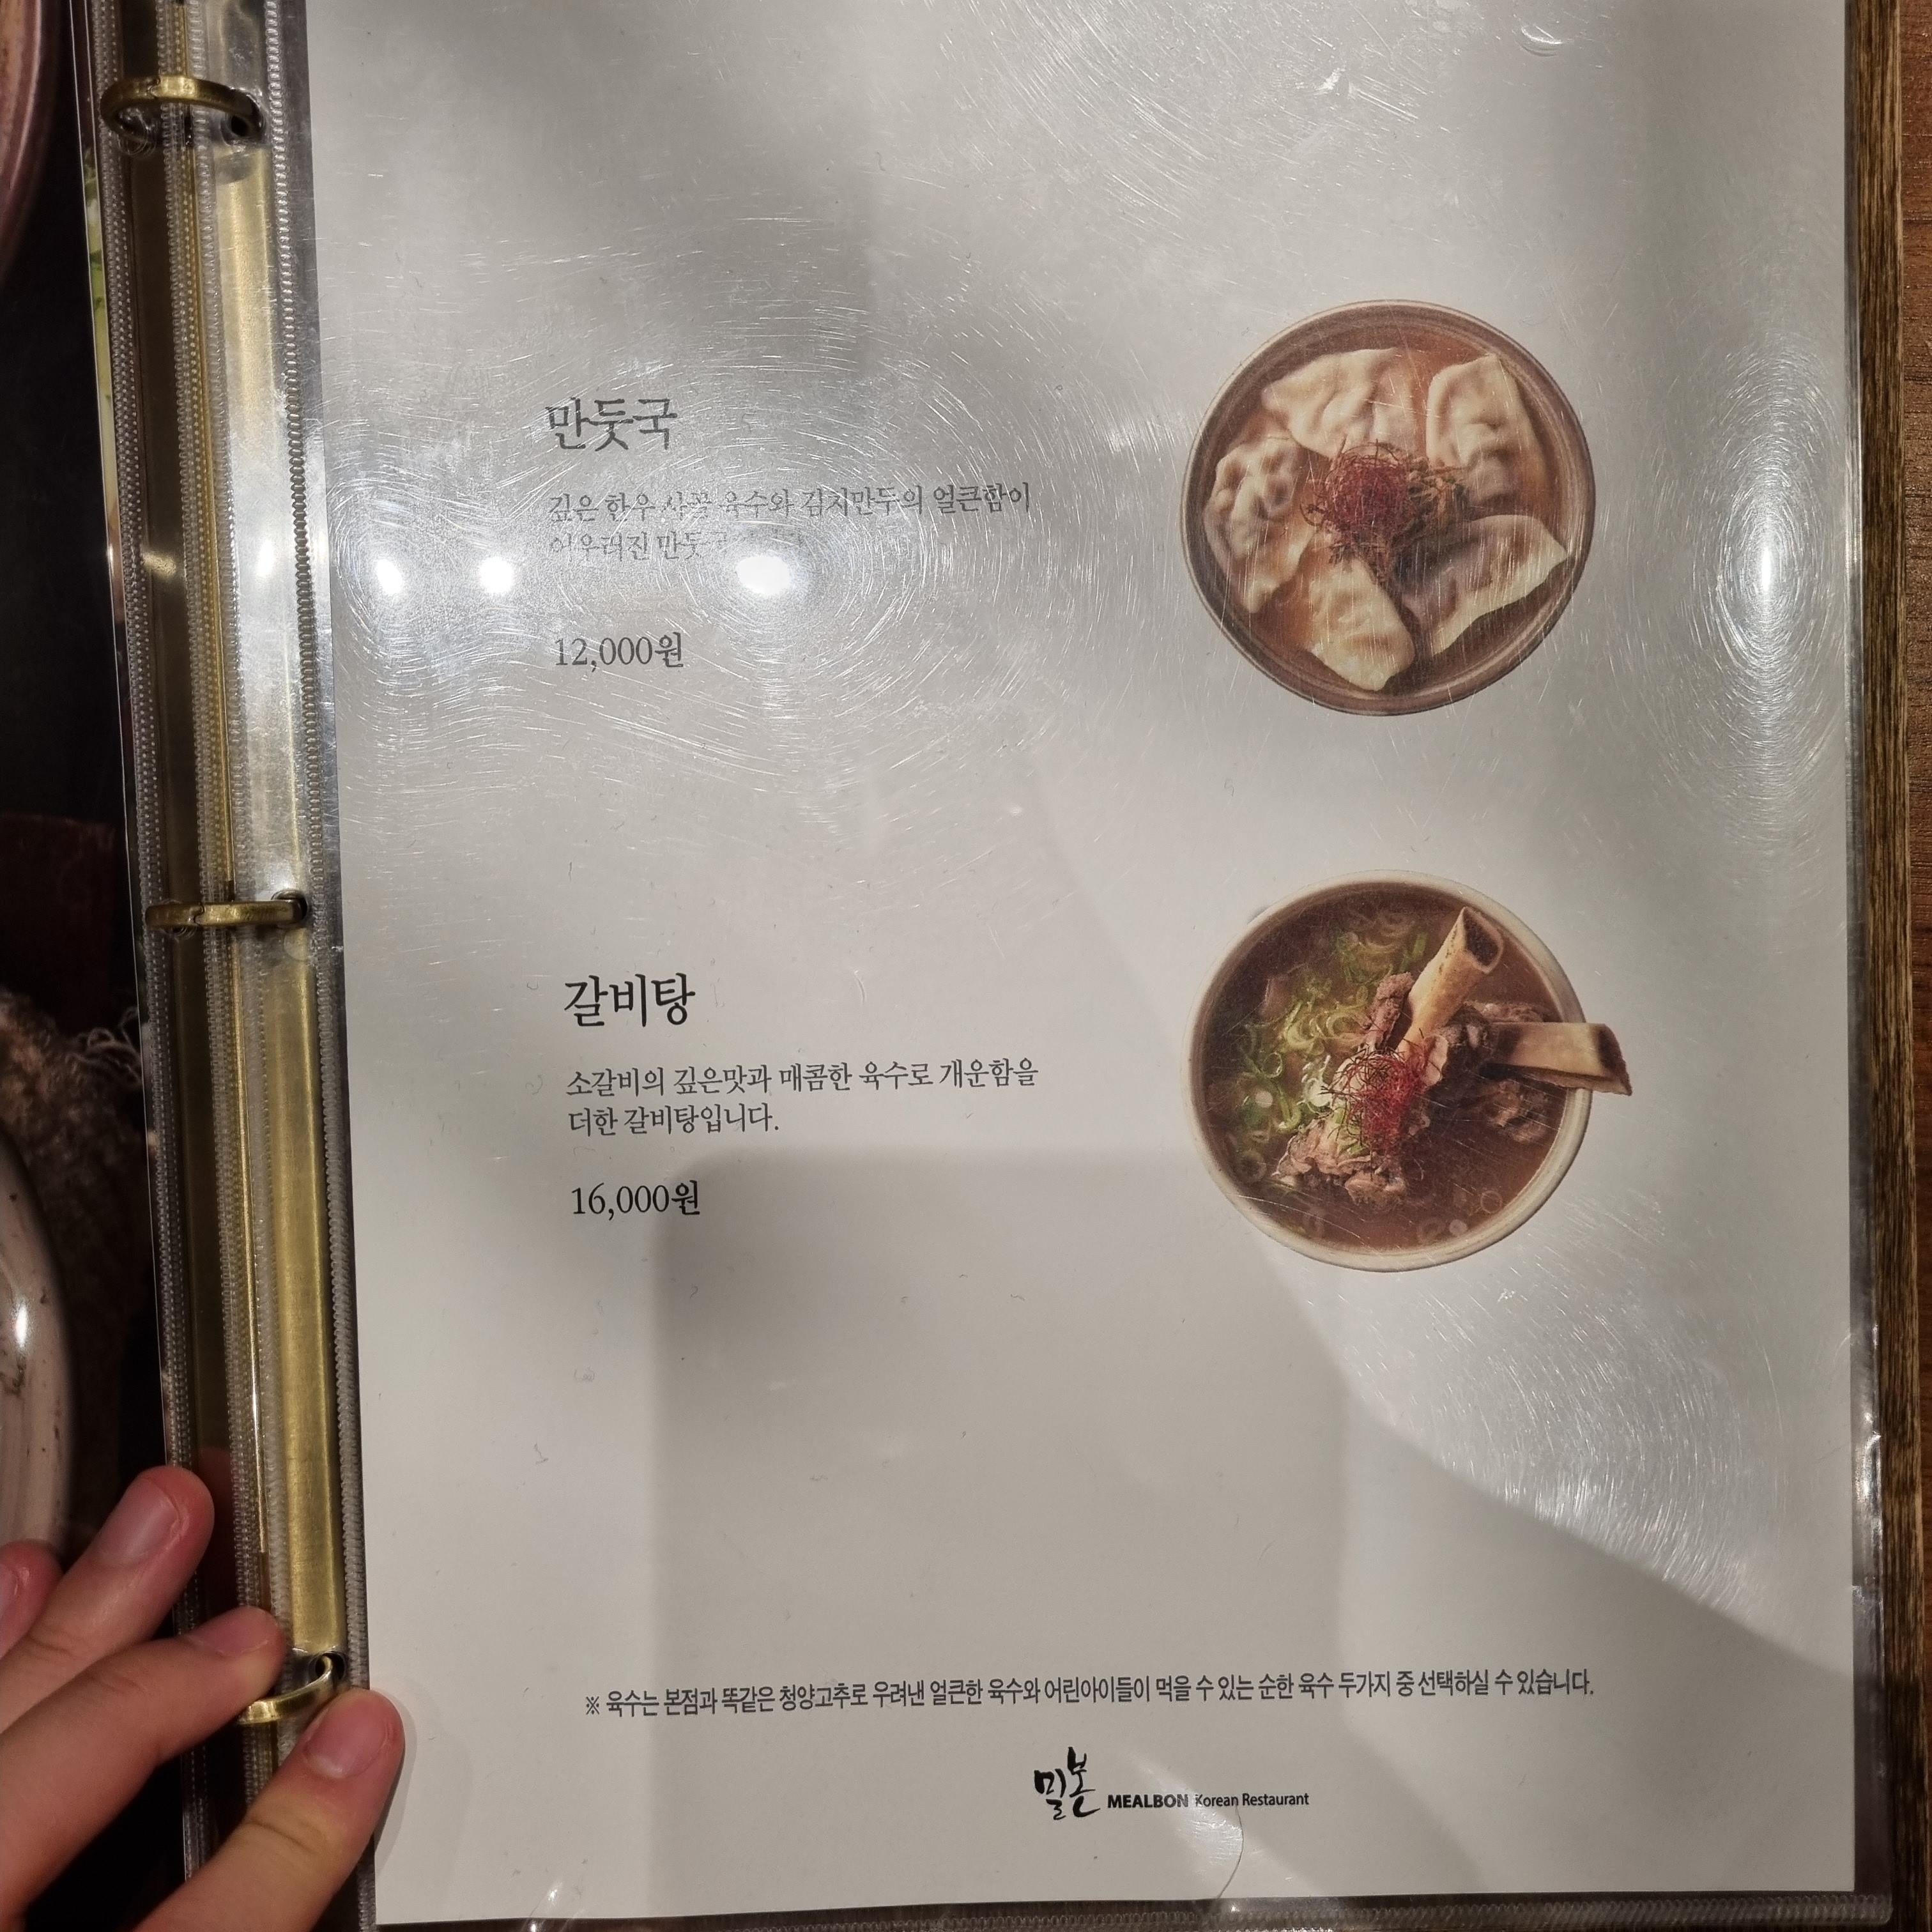 만둣국
깊은 한우 사골 육수와 김치만두의 얼큰함이
어우러진 만둣국
12,000원
갈비탕
소갈비의 깊은맛과 매콤한 육수로 개운함을
더한 갈비탕입니다.
16,000원
※ 육수는 본점과 똑같은 청양고추로 우려낸 얼큰한 육수와 어린아이들이 먹을 수 있는 순한 육수 두가지 중 선택하실 수 있습니다.
밀본 MEALBON Korean Restaurant